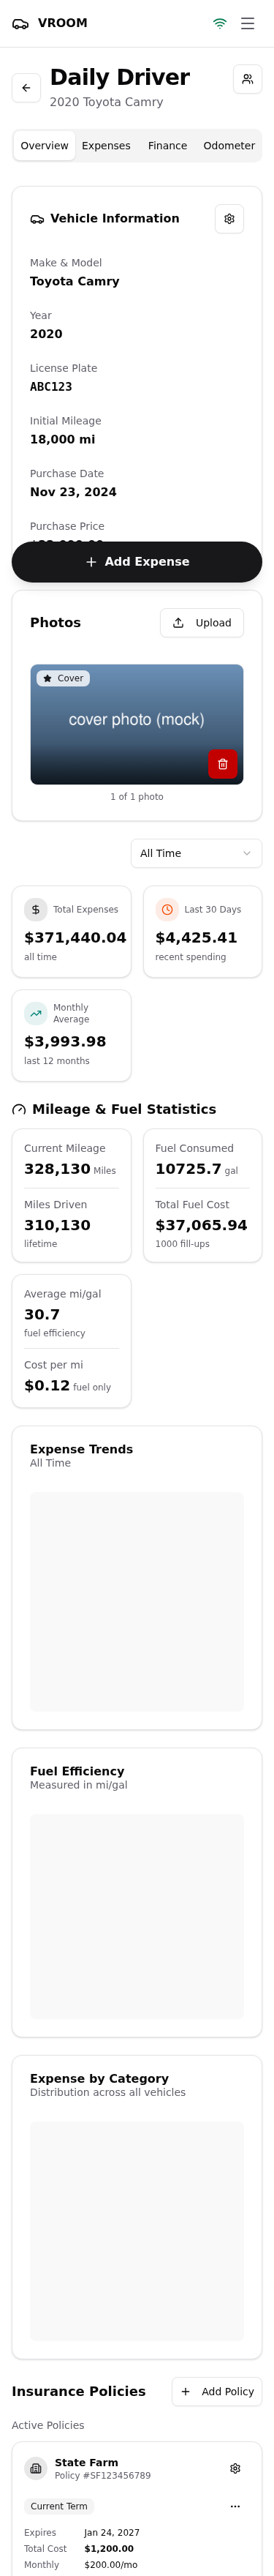 VROOM
Daily Driver
2020 Toyota Camry
Overview Expenses Finance Odometer
Vehicle Information
Make & Model
Toyota Camry
Year
2020
License Plate
ABC123
Initial Mileage
18,000 mi
Purchase Date
Nov 23, 2024
Purchase Price
Add Expense
Photos
Upload
Cover
cover photo (mock)
1 of 1 photo
All Time
Total Expenses
$371,440.04
all time
Last 30 Days
$4,425.41
recent spending
Monthly
Average
$3,993.98
last 12 months
Mileage & Fuel Statistics
Current Mileage
328,130 Miles
Miles Driven
310,130
lifetime
Fuel Consumed
10725.7 gal
Total Fuel Cost
$37,065.94
1000 fill-ups
Average mi/gal
30.7
fuel efficiency
Cost per mi
$0.12 fuel only
Expense Trends
All Time
Fuel Efficiency
Measured in mi/gal
Expense by Category
Distribution across all vehicles
Insurance Policies
Add Policy
Active Policies
State Farm
Policy #SF123456789
Current Term
Expires Jan 24, 2027
Total Cost $1,200.00
Monthly $200.00/mo